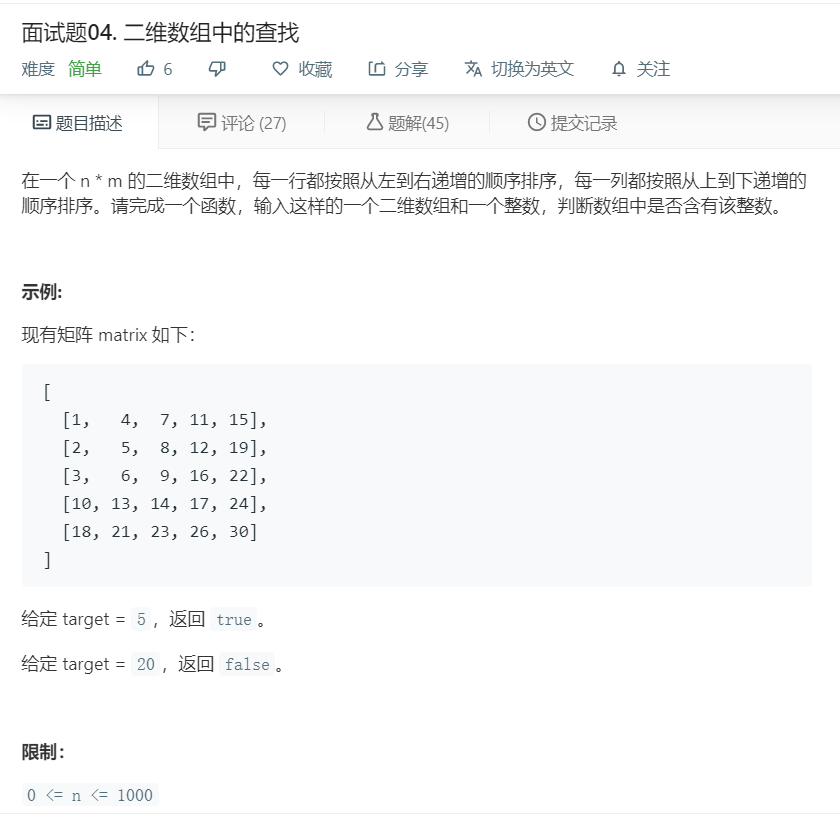 面试题04. 二维数组中的查找
难度 简单 6 收藏 分享 切换为英文 关注
题目描述 评论 (27) 题解(45) 提交记录
在一个 n * m 的二维数组中，每一行都按照从左到右递增的顺序排序，每一列都按照从上到下递增的
顺序排序。请完成一个函数，输入这样的一个二维数组和一个整数，判断数组中是否含有该整数。
示例:
现有矩阵 matrix 如下：
[
[1, 4, 7, 11, 15],
[2, 5, 8, 12, 19],
[3, 6, 9, 16, 22],
[10, 13, 14, 17, 24],
[18, 21, 23, 26, 30]
]
给定 target = 5，返回 true。
给定 target = 20，返回 false。
限制：
0 <= n <= 1000